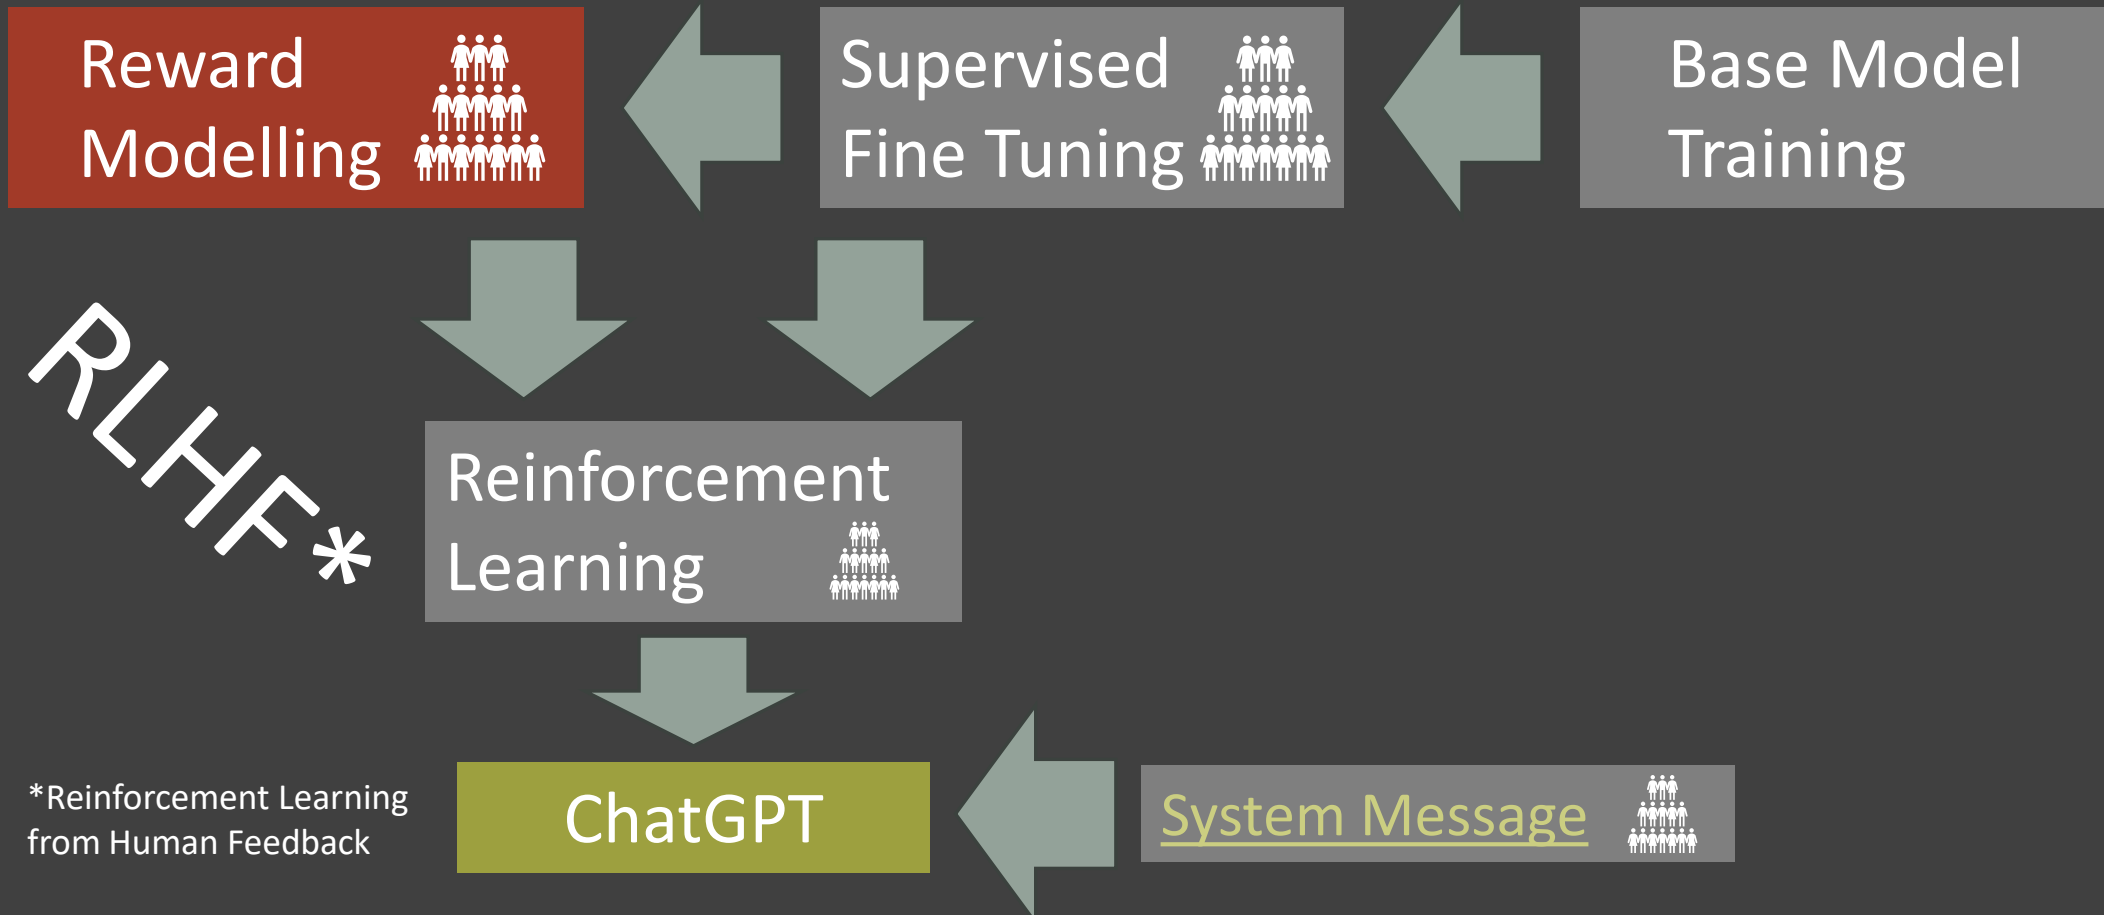 Reward
Modelling
Supervised
Fine Tuning
Base Model
Training
RLHF*
Reinforcement
Learning
*Reinforcement Learning
from Human Feedback
ChatGPT
System Message